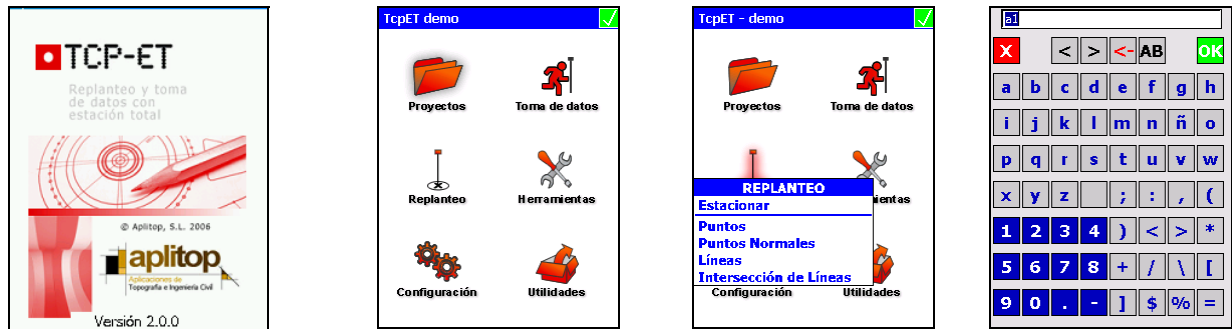 TCP-ET
Replanteo y toma
de datos con
estación total
© Aplitop, S.L. 2006
aplitop
Aplicaciones de
Topografía e Ingeniería Civil
Versión 2.0.0
TcpET demo
Proyectos
Toma de datos
Replanteo
Herramientas
Configuración
Utilidades
TcpET - demo
Proyectos
Toma de datos
REPLANTEO
Estacionar
Puntos
Puntos Normales
Líneas
Intersección de Líneas
ientas
Configuración
Utilidades
a1
X < > <- AB OK
a b c d e f g h
i j k l m n ñ o
p q r s t u v w
x y z ; : , (
1 2 3 4 ) < > *
5 6 7 8 + / \ [
9 0 . - ] $ % =